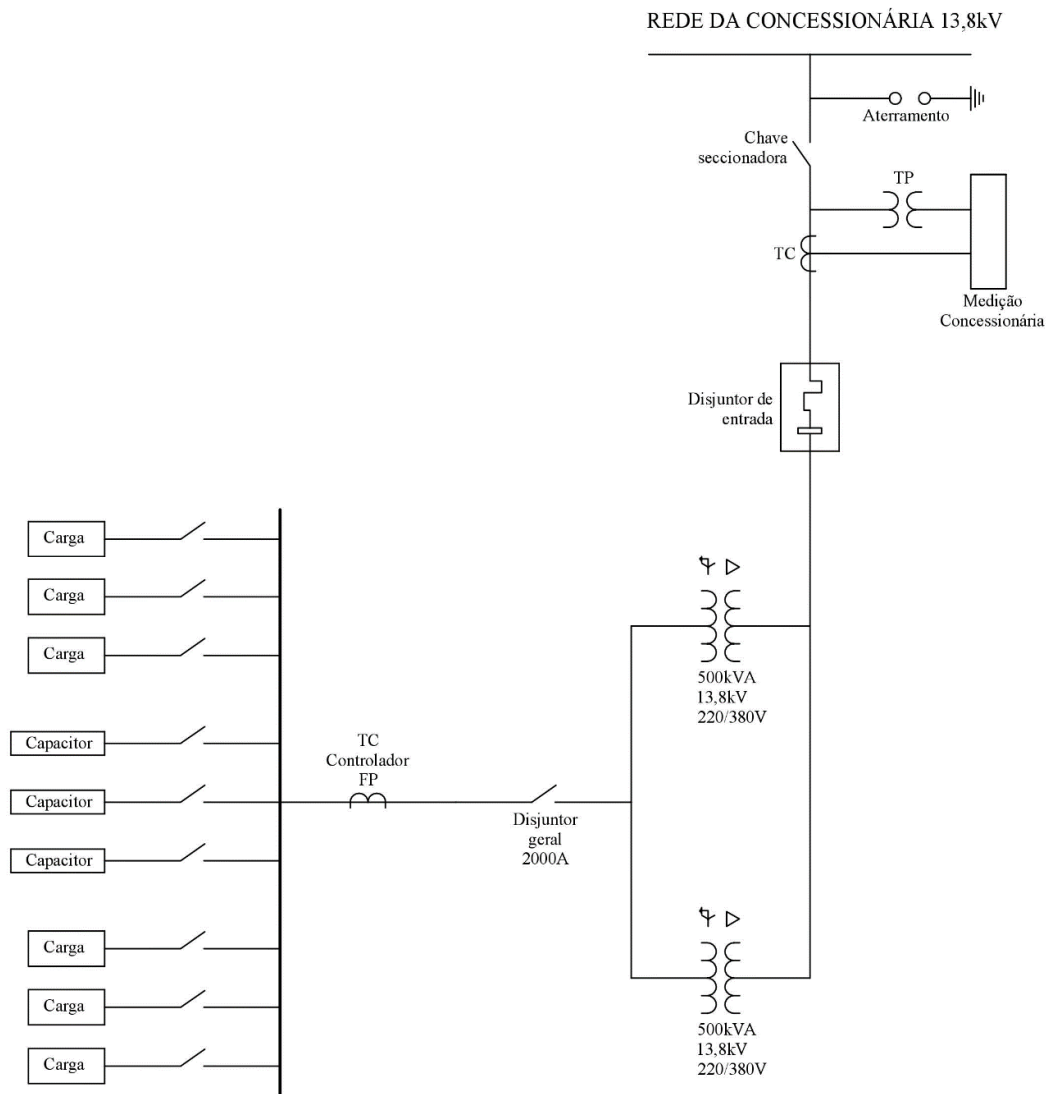 REDE DA CONCESSIONÁRIA 13,8kV
Aterramento
Chave
seccionadora
TP
TC
Medição
Concessionária
Disjuntor de
entrada
Carga
Carga
Carga
500kVA
13,8kV
220/380V
Capacitor
Capacitor
Capacitor
TC
Controlador
FP
Disjuntor
geral
2000A
Carga
Carga
Carga
500kVA
13,8kV
220/380V